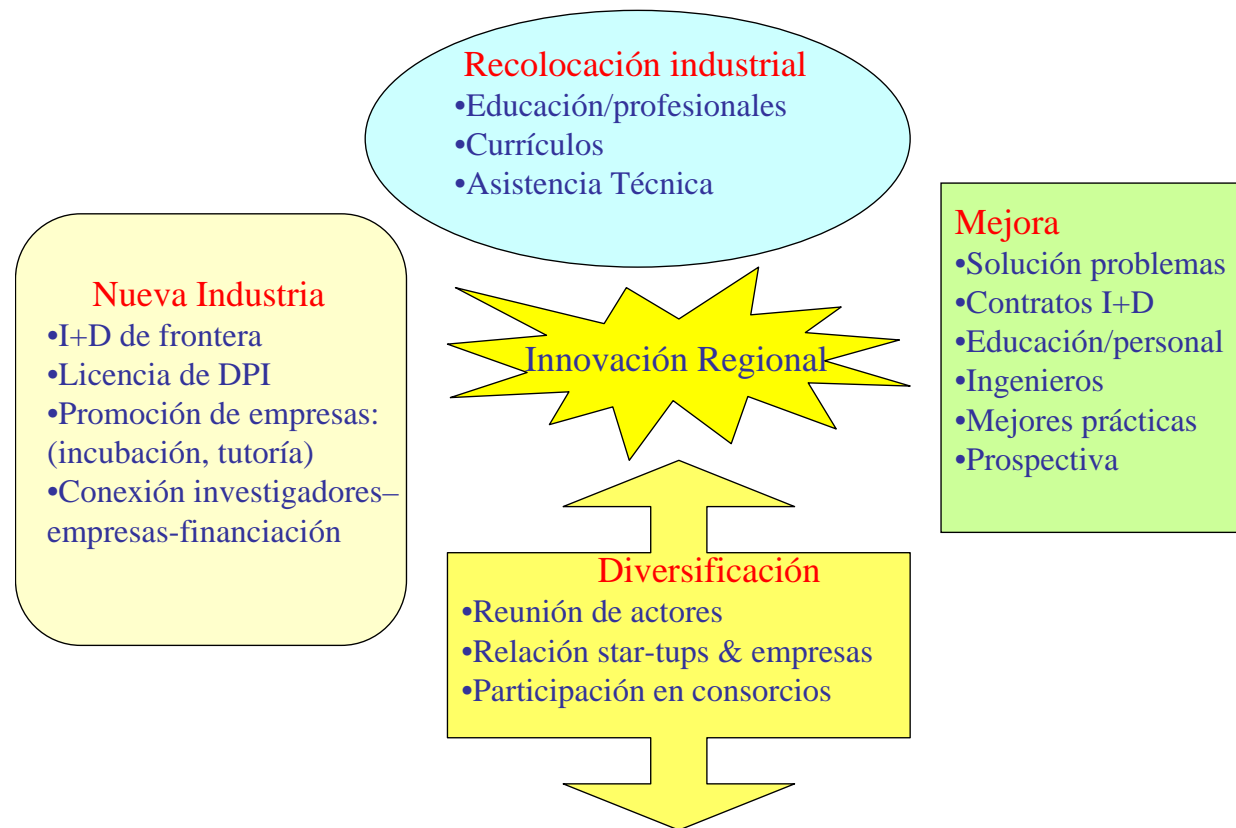 Recolocación industrial
•Educación/profesionales
•Currículos
•Asistencia Técnica
Nueva Industria
•I+D de frontera
•Licencia de DPI
•Promoción de empresas:
(incubación, tutoría)
•Conexión investigadores–
empresas-financiación
Innovación Regional
Mejora
•Solución problemas
•Contratos I+D
•Educación/personal
•Ingenieros
•Mejores prácticas
•Prospectiva
Diversificación
•Reunión de actores
•Relación star-tups & empresas
•Participación en consorcios